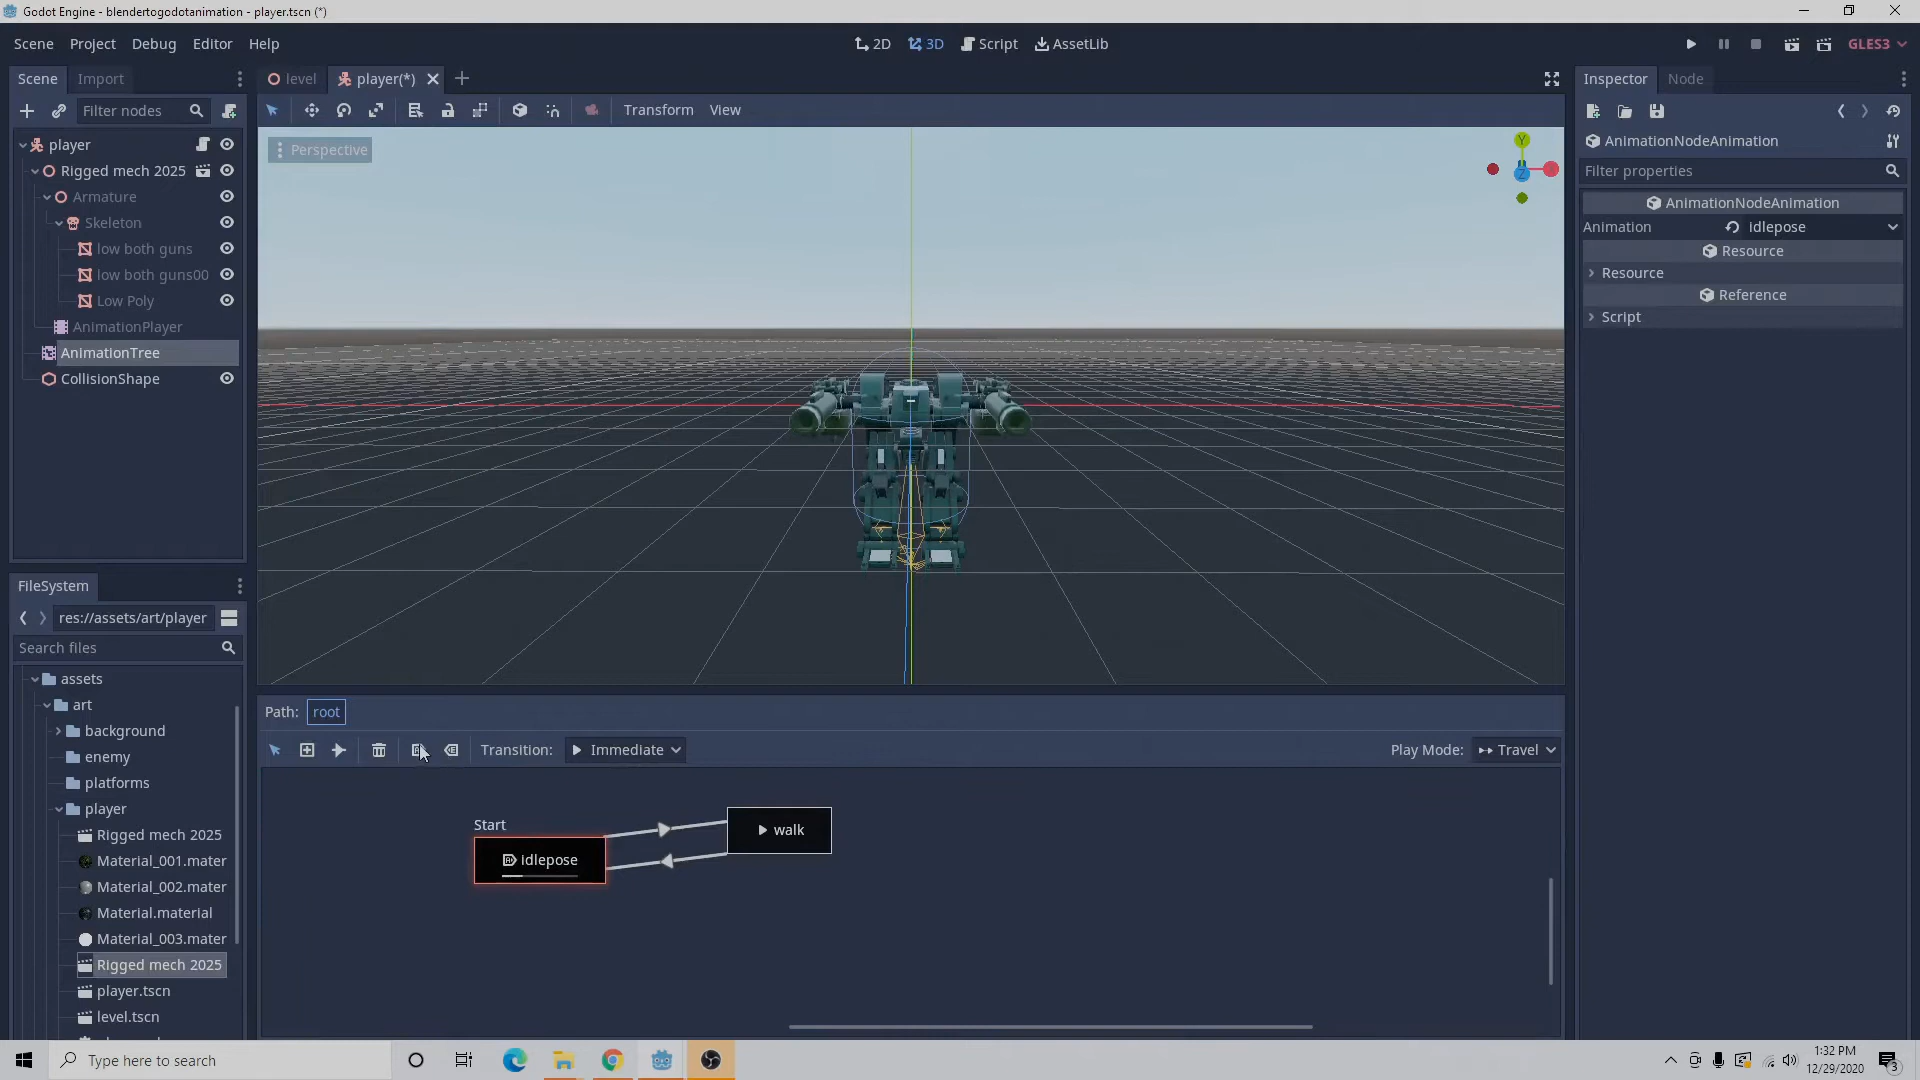 Godot Engine - blendertogodotanimation - player.tscn (*)
Scene Project Debug Editor Help
2D 3D Script AssetLib
GLES3
Scene Import
level player(*)
Inspector Node
Filter nodes
Transform View
player
Perspective
Y
X
Z
AnimationNodeAnimation
Rigged mech 2025
Filter properties
Armature
AnimationNodeAnimation
Skeleton
Animation idlepose
low both guns
Resource
low both guns00
Resource
Low Poly
Reference
AnimationPlayer
Script
AnimationTree
CollisionShape
FileSystem
res://assets/art/player
Search files
assets
art
background
enemy
platforms
player
Rigged mech 2025
Material_001.mater
Material_002.mater
Material.material
Material_003.mater
Rigged mech 2025
player.tscn
level.tscn
Path: root
Transition: Immediate
Play Mode: Travel
Start
walk
idlepose
Type here to search
1:32 PM
12/29/2020
3